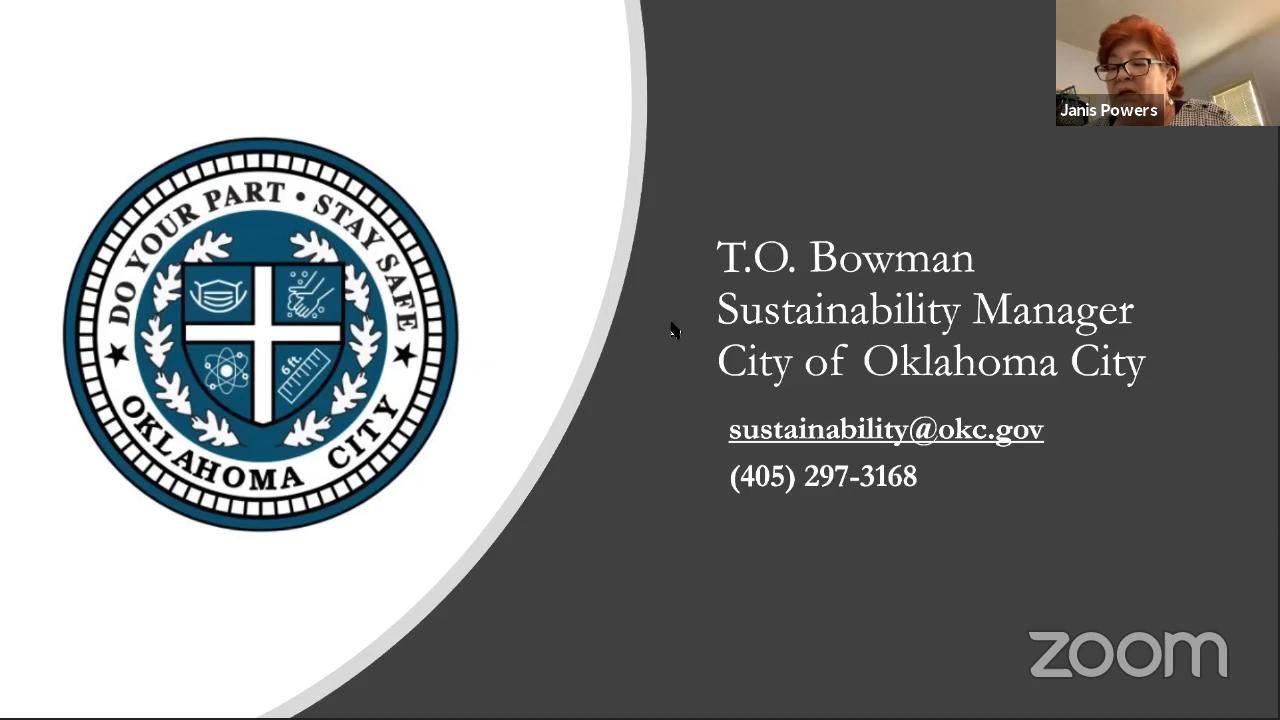 Janis Powers
DO YOUR PART • STAY SAFE
6 ft.
OKLAHOMA CITY
T.O. Bowman
Sustainability Manager
City of Oklahoma City
sustainability@okc.gov
(405) 297-3168
zoom